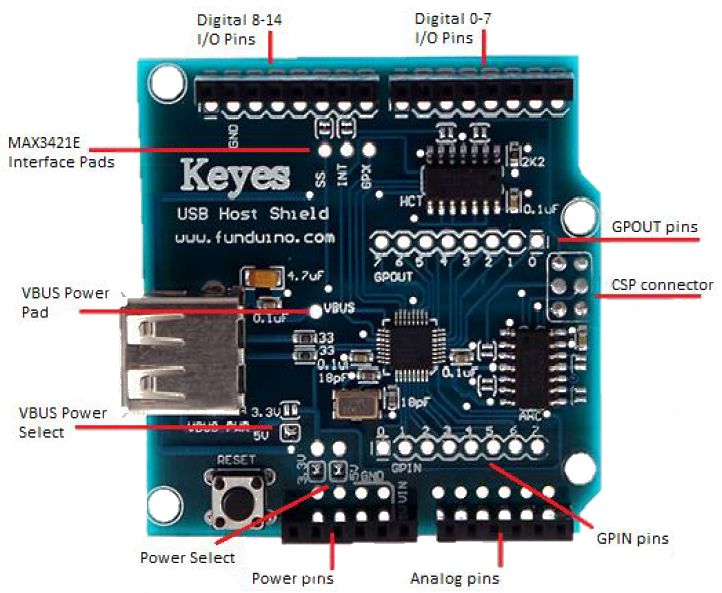 Digital 8-14
I/O Pins
Digital 0-7
I/O Pins
GND
MAX3421E
Interface Pads
SS
INT
GPX
HCT
2K2
0.1uF
Keyes
USB Host Shield
www.funduino.com
GPOUT pins
7 6 5 4 3 2 1 0
GPOUT
4.7uF
CSP connector
VBUS Power
Pad
0.1uF
VBUS
33
33
0.1uF
18pF
0.1uF
18pF
ARC
VBUS Power
Select
3.3V
VBUS PWR
5V
0 1 2 3 4 5 6 7
GPIN
RESET
3.3V
5V
GND
VIN
GPIN pins
Power Select
Power pins
Analog pins